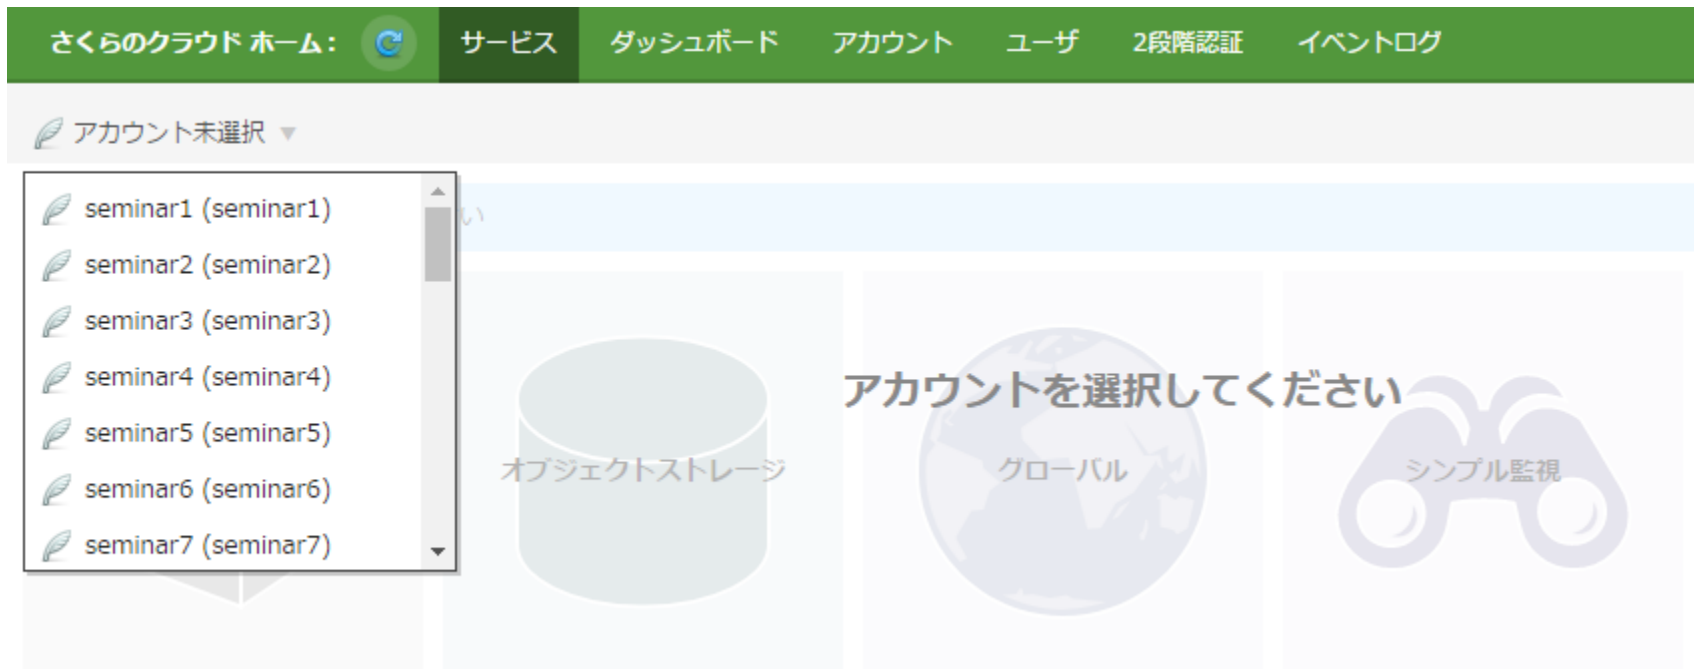 さくらのクラウド ホーム： サービス ダッシュボード アカウント ユーザ 2段階認証 イベントログ
アカウント未選択
seminar1 (seminar1)
い
seminar2 (seminar2)
seminar3 (seminar3)
seminar4 (seminar4)
seminar5 (seminar5)
seminar6 (seminar6)
seminar7 (seminar7)
アカウントを選択してください
オブジェクトストレージ
グローバル
シンプル監視